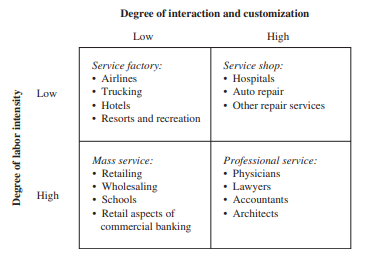 Degree of interaction and customization
Low
High
Degree of labor intensity
Low
Service factory:
• Airlines
• Trucking
• Hotels
• Resorts and recreation
Service shop:
• Hospitals
• Auto repair
• Other repair services
High
Mass service:
• Retailing
• Wholesaling
• Schools
• Retail aspects of
commercial banking
Professional service:
• Physicians
• Lawyers
• Accountants
• Architects